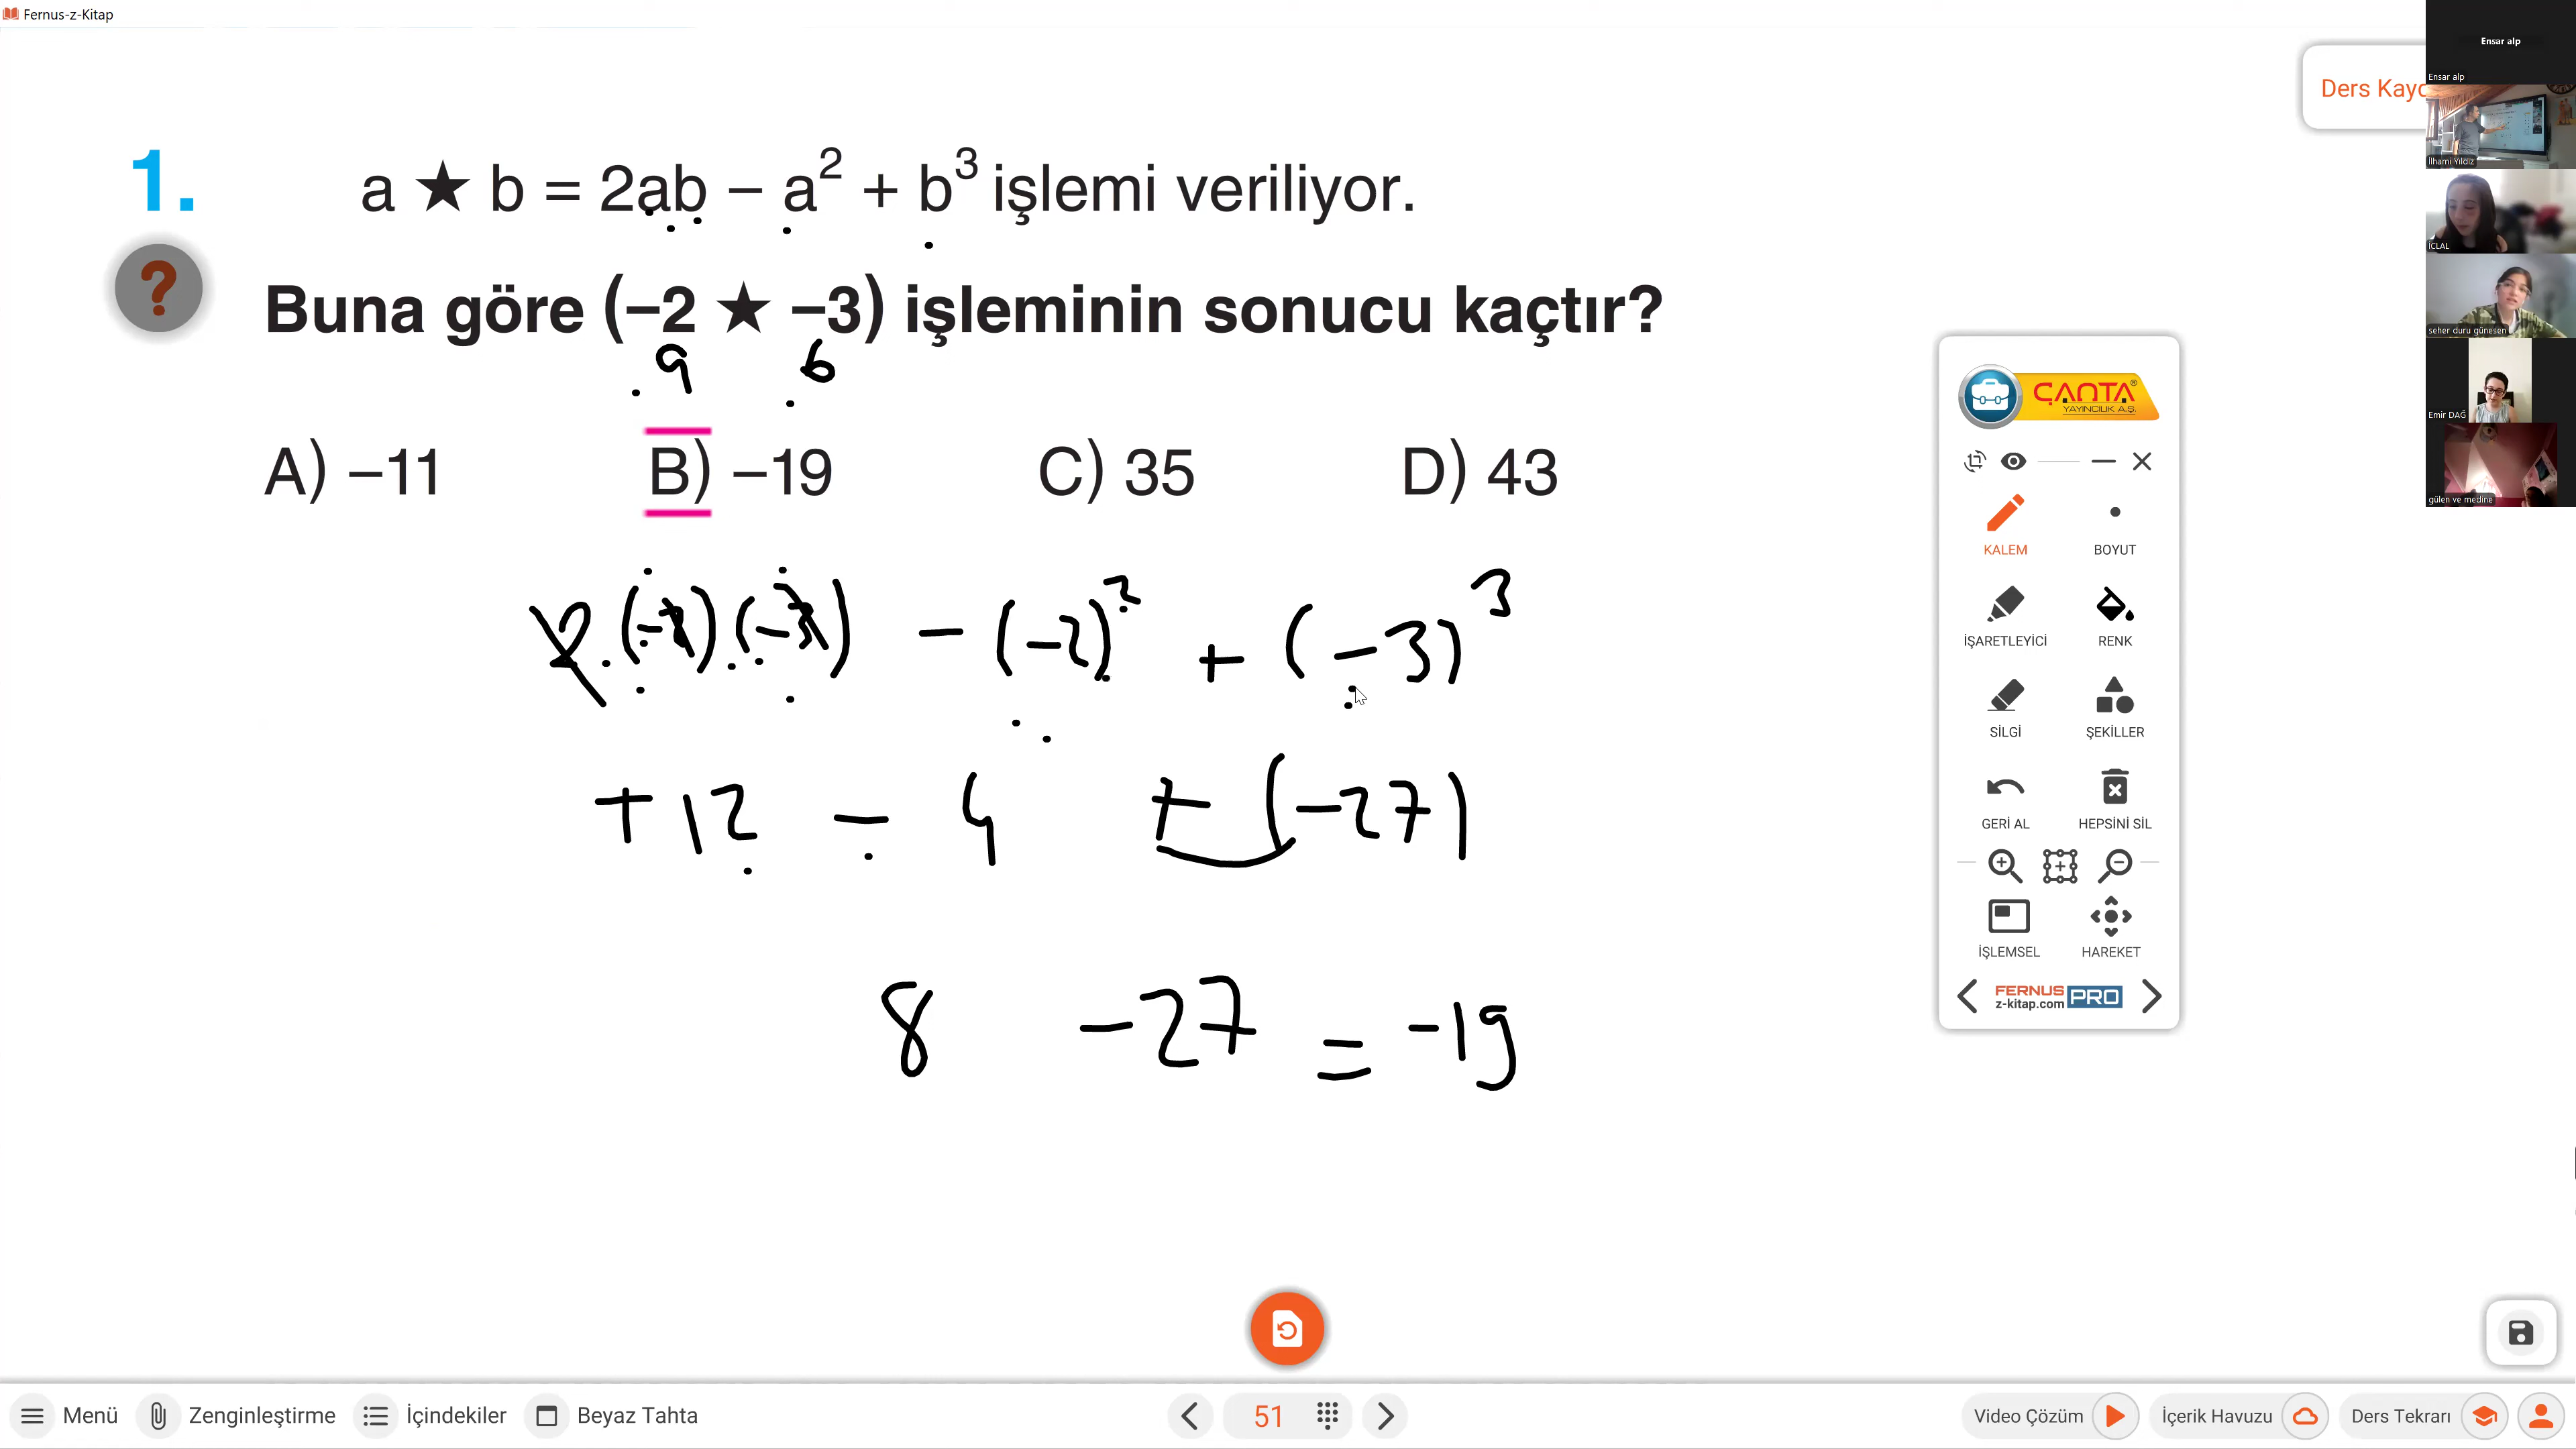 Fernus-z-Kitap
Ensar alp
Ensar alp
Ders Kayd
İlhami Yıldız
İCLAL
seher duru güneşen
Emir DAĞ
gülen ve medine
1. a ★ b = 2ab – a² + b³ işlemi veriliyor.
?
Buna göre (–2 ★ –3) işleminin sonucu kaçtır?
a b
A) –11 B) –19 C) 35 D) 43
2.(-2).(-3) - (-2)² + (-3)³
+12 - 4 + (-27)
8 -27 = -19
ÇANTA®
YAYINCILIK A.Ş.
KALEM BOYUT
İŞARETLEYİCİ RENK
SİLGİ ŞEKİLLER
GERİ AL HEPSİNİ SİL
İŞLEMSEL HAREKET
FERNUS PRO
z-kitap.com
Menü Zenginleştirme İçindekiler Beyaz Tahta 51 Video Çözüm İçerik Havuzu Ders Tekrarı